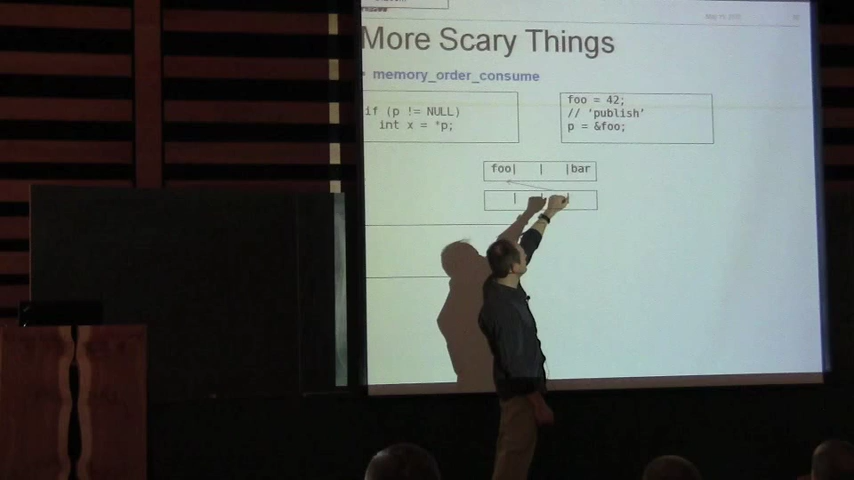 More Scary Things
memory_order_consume
if (p != NULL)
int x = *p;
foo = 42;
// 'publish'
p = &foo;
foo| | |bar
| | |